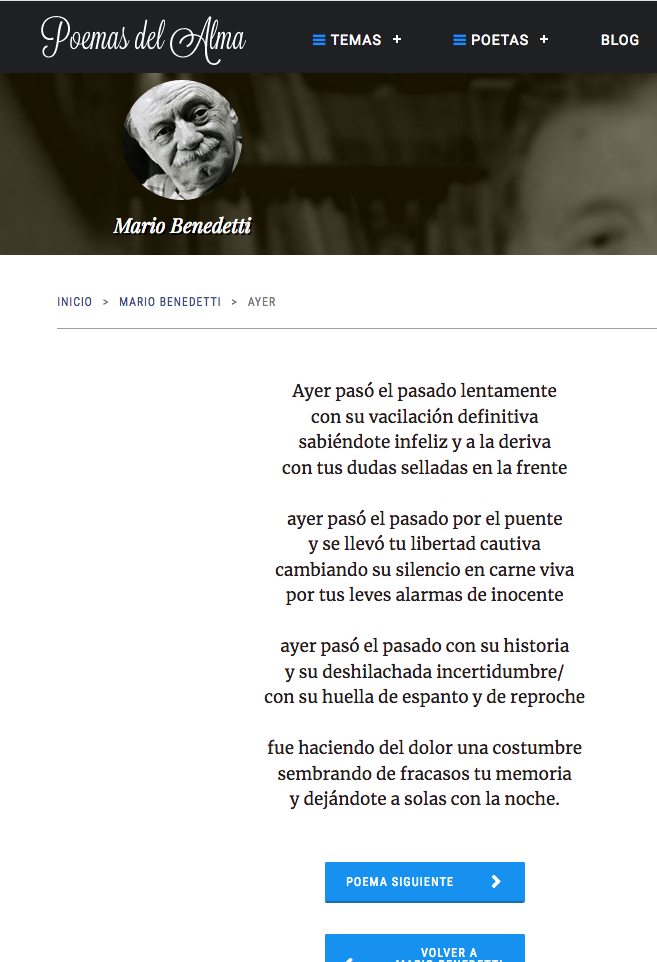 Poemas del Alma
TEMAS +
POETAS +
BLOG
Mario Benedetti
INICIO > MARIO BENEDETTI > AYER
Ayer pasó el pasado lentamente
con su vacilación definitiva
sabiéndote infeliz y a la deriva
con tus dudas selladas en la frente
ayer pasó el pasado por el puente
y se llevó tu libertad cautiva
cambiando su silencio en carne viva
por tus leves alarmas de inocente
ayer pasó el pasado con su historia
y su deshilachada incertidumbre/
con su huella de espanto y de reproche
fue haciendo del dolor una costumbre
sembrando de fracasos tu memoria
y dejándote a solas con la noche.
POEMA SIGUIENTE
VOLVER A
MARIO BENEDETTI